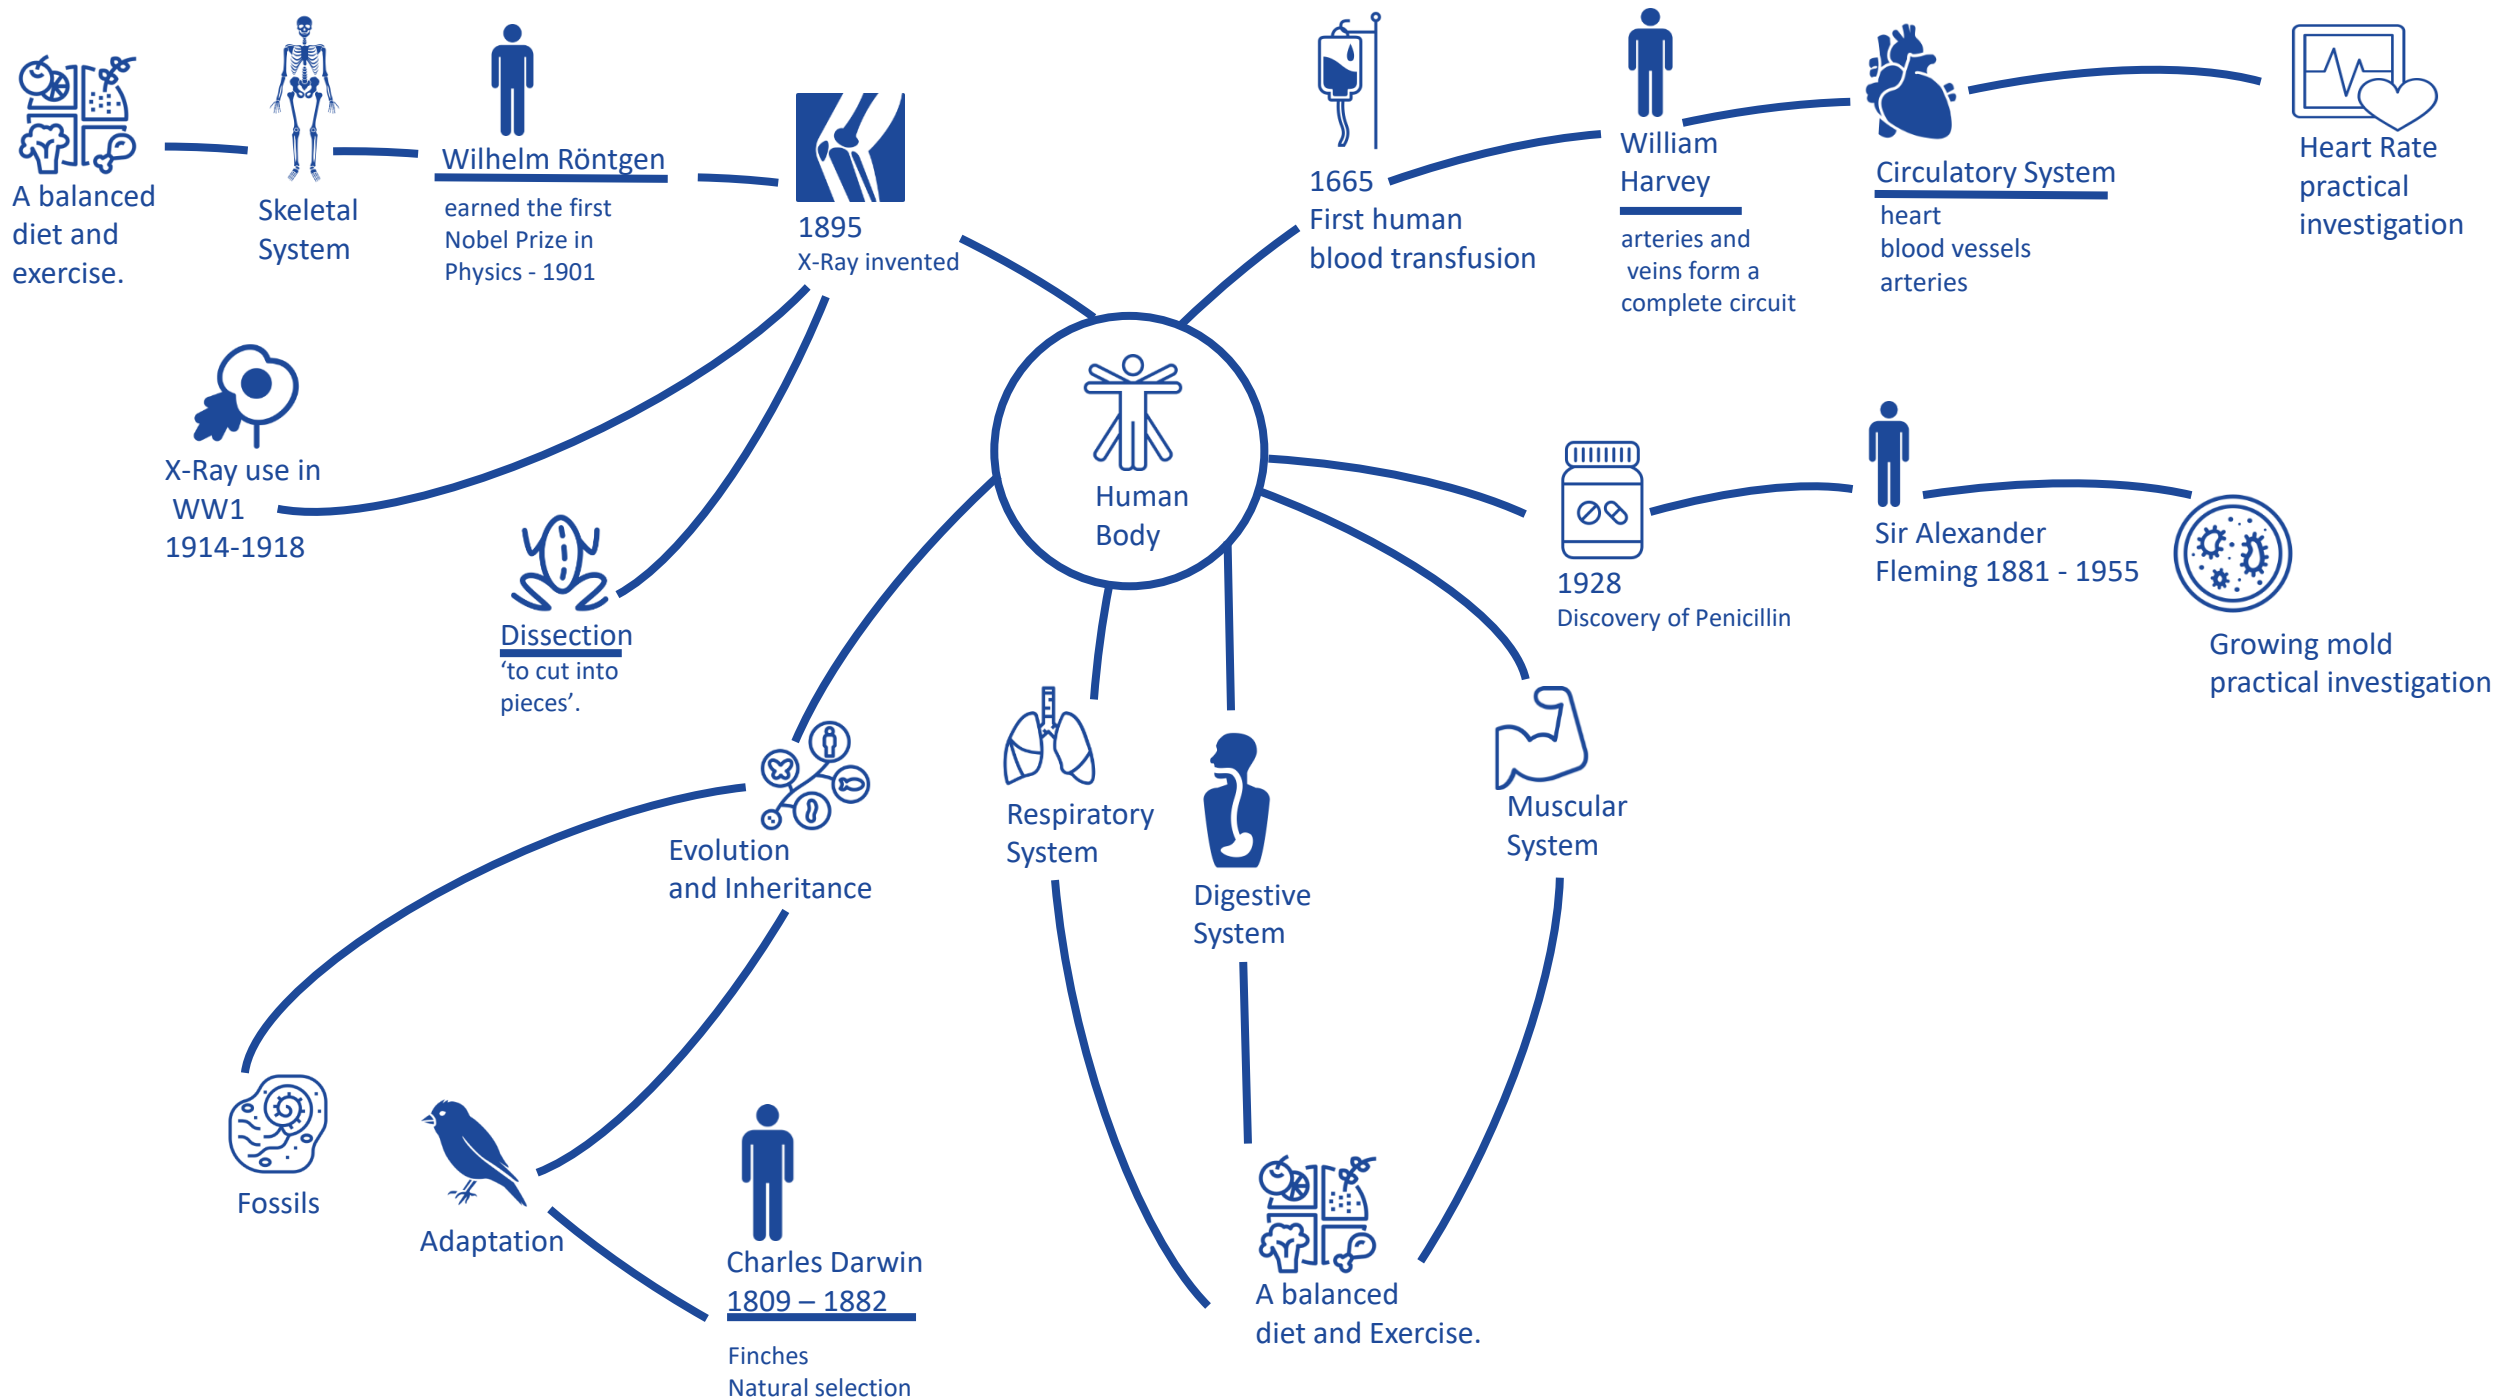 A balanced
diet and
exercise.
Skeletal
System
Wilhelm Röntgen
earned the first
Nobel Prize in
Physics - 1901
1895
X-Ray invented
1665
First human
blood transfusion
William
Harvey
arteries and
veins form a
complete circuit
Circulatory System
heart
blood vessels
arteries
Heart Rate
practical
investigation
X-Ray use in
WW1
1914-1918
Dissection
‘to cut into
pieces’.
Human
Body
1928
Discovery of Penicillin
Sir Alexander
Fleming 1881 - 1955
Growing mold
practical investigation
Evolution
and Inheritance
Respiratory
System
Digestive
System
Muscular
System
Fossils
Adaptation
Charles Darwin
1809 – 1882
Finches
Natural selection
A balanced
diet and Exercise.